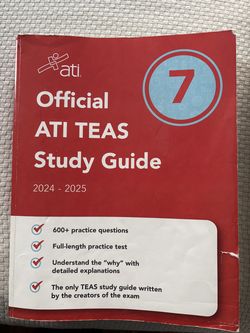 ati
7
Official
ATI TEAS
Study Guide
2024 - 2025
600+ practice questions
Full-length practice test
Understand the "why" with
detailed explanations
The only TEAS study guide written
by the creators of the exam